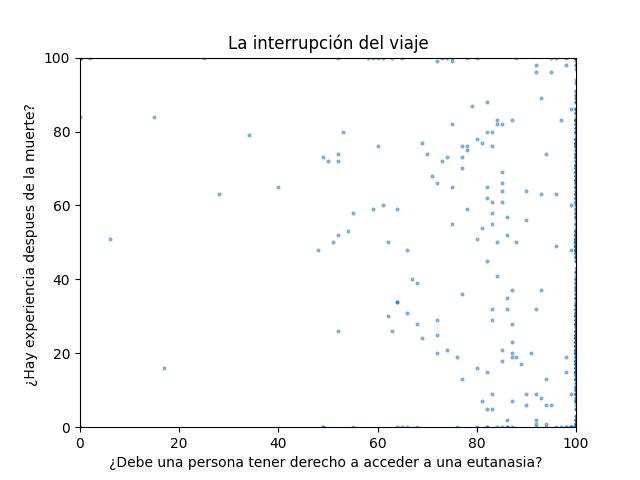 La interrupción del viaje
100
80
60
40
20
0
¿Hay experiencia despues de la muerte?
0 20 40 60 80 100
¿Debe una persona tener derecho a acceder a una eutanasia?